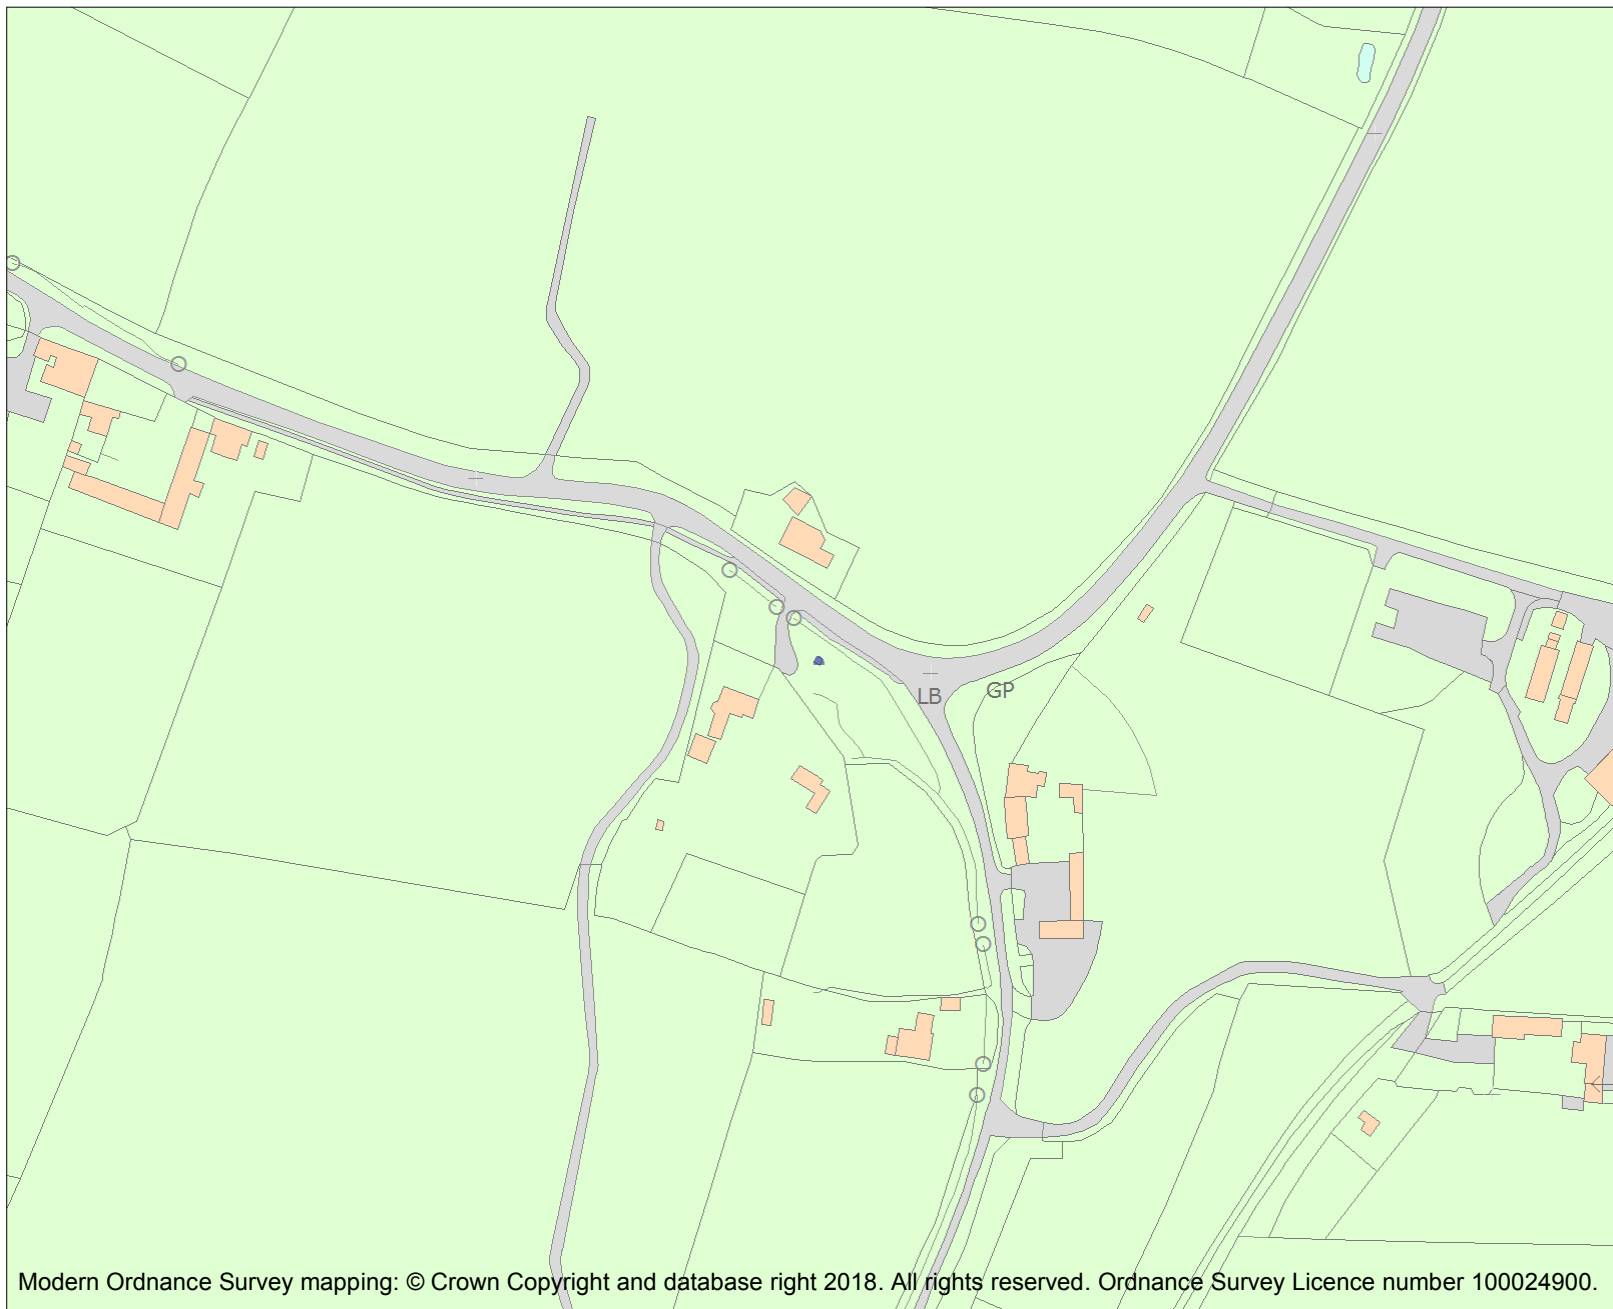 LB
GP
Modern Ordnance Survey mapping: © Crown Copyright and database right 2018. All rights reserved. Ordnance Survey Licence number 100024900.